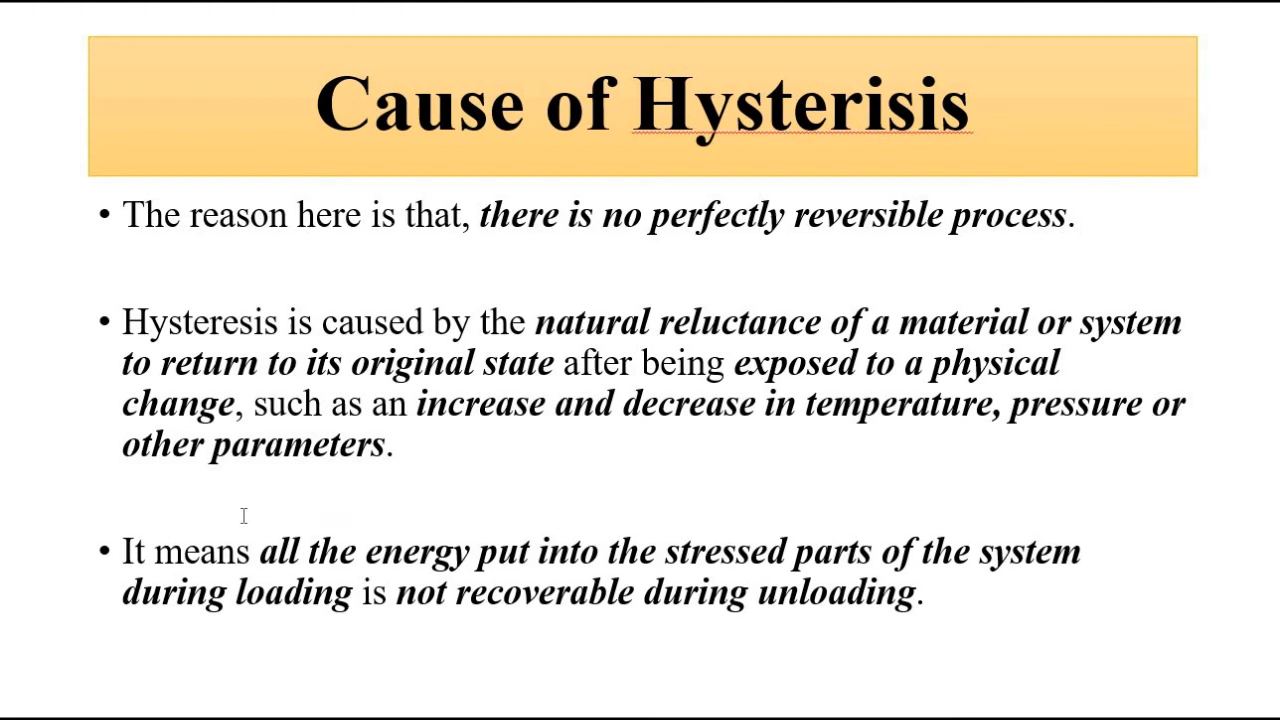 Cause of Hysterisis
• The reason here is that, there is no perfectly reversible process.
• Hysteresis is caused by the natural reluctance of a material or system
to return to its original state after being exposed to a physical
change, such as an increase and decrease in temperature, pressure or
other parameters.
• It means all the energy put into the stressed parts of the system
during loading is not recoverable during unloading.